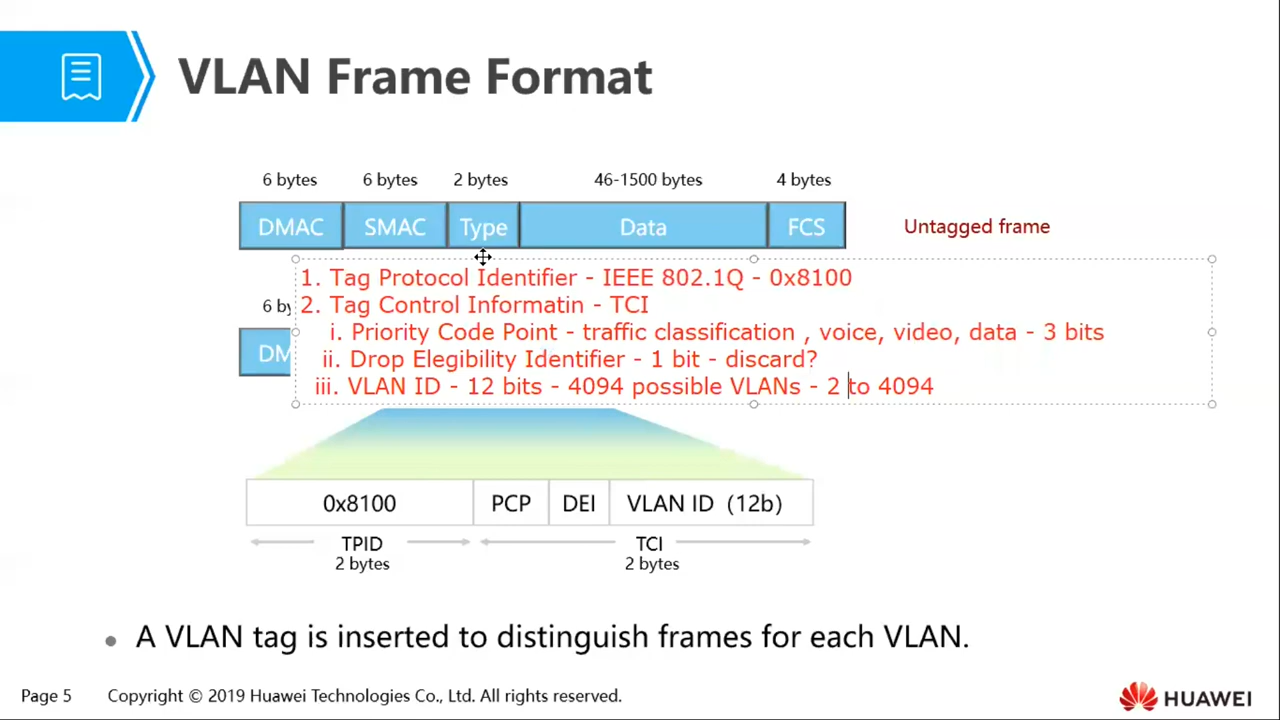 VLAN Frame Format
6 bytes 6 bytes 2 bytes 46-1500 bytes 4 bytes
DMAC SMAC Type Data FCS Untagged frame
1. Tag Protocol Identifier - IEEE 802.1Q - 0x8100
6 by
2. Tag Control Informatin - TCI
i. Priority Code Point - traffic classification , voice, video, data - 3 bits
DM
ii. Drop Elegibility Identifier - 1 bit - discard?
iii. VLAN ID - 12 bits - 4094 possible VLANs - 2 to 4094
0x8100 PCP DEI VLAN ID (12b)
TPID TCI
2 bytes 2 bytes
• A VLAN tag is inserted to distinguish frames for each VLAN.
Page 5 Copyright © 2019 Huawei Technologies Co., Ltd. All rights reserved. HUAWEI